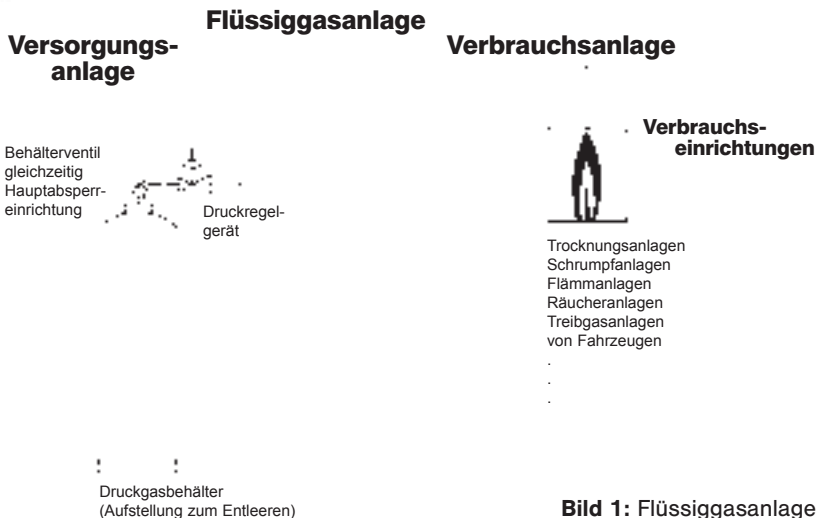 Flüssiggasanlage
Versorgungs-
anlage
Verbrauchsanlage
Verbrauchs-
einrichtungen
Behälterventil
gleichzeitig
Hauptabsperr-
einrichtung
Druckregel-
gerät
Trocknungsanlagen
Schrumpfanlagen
Flämmanlagen
Räucheranlagen
Treibgasanlagen
von Fahrzeugen
.
.
.
Druckgasbehälter
(Aufstellung zum Entleeren)
Bild 1: Flüssiggasanlage